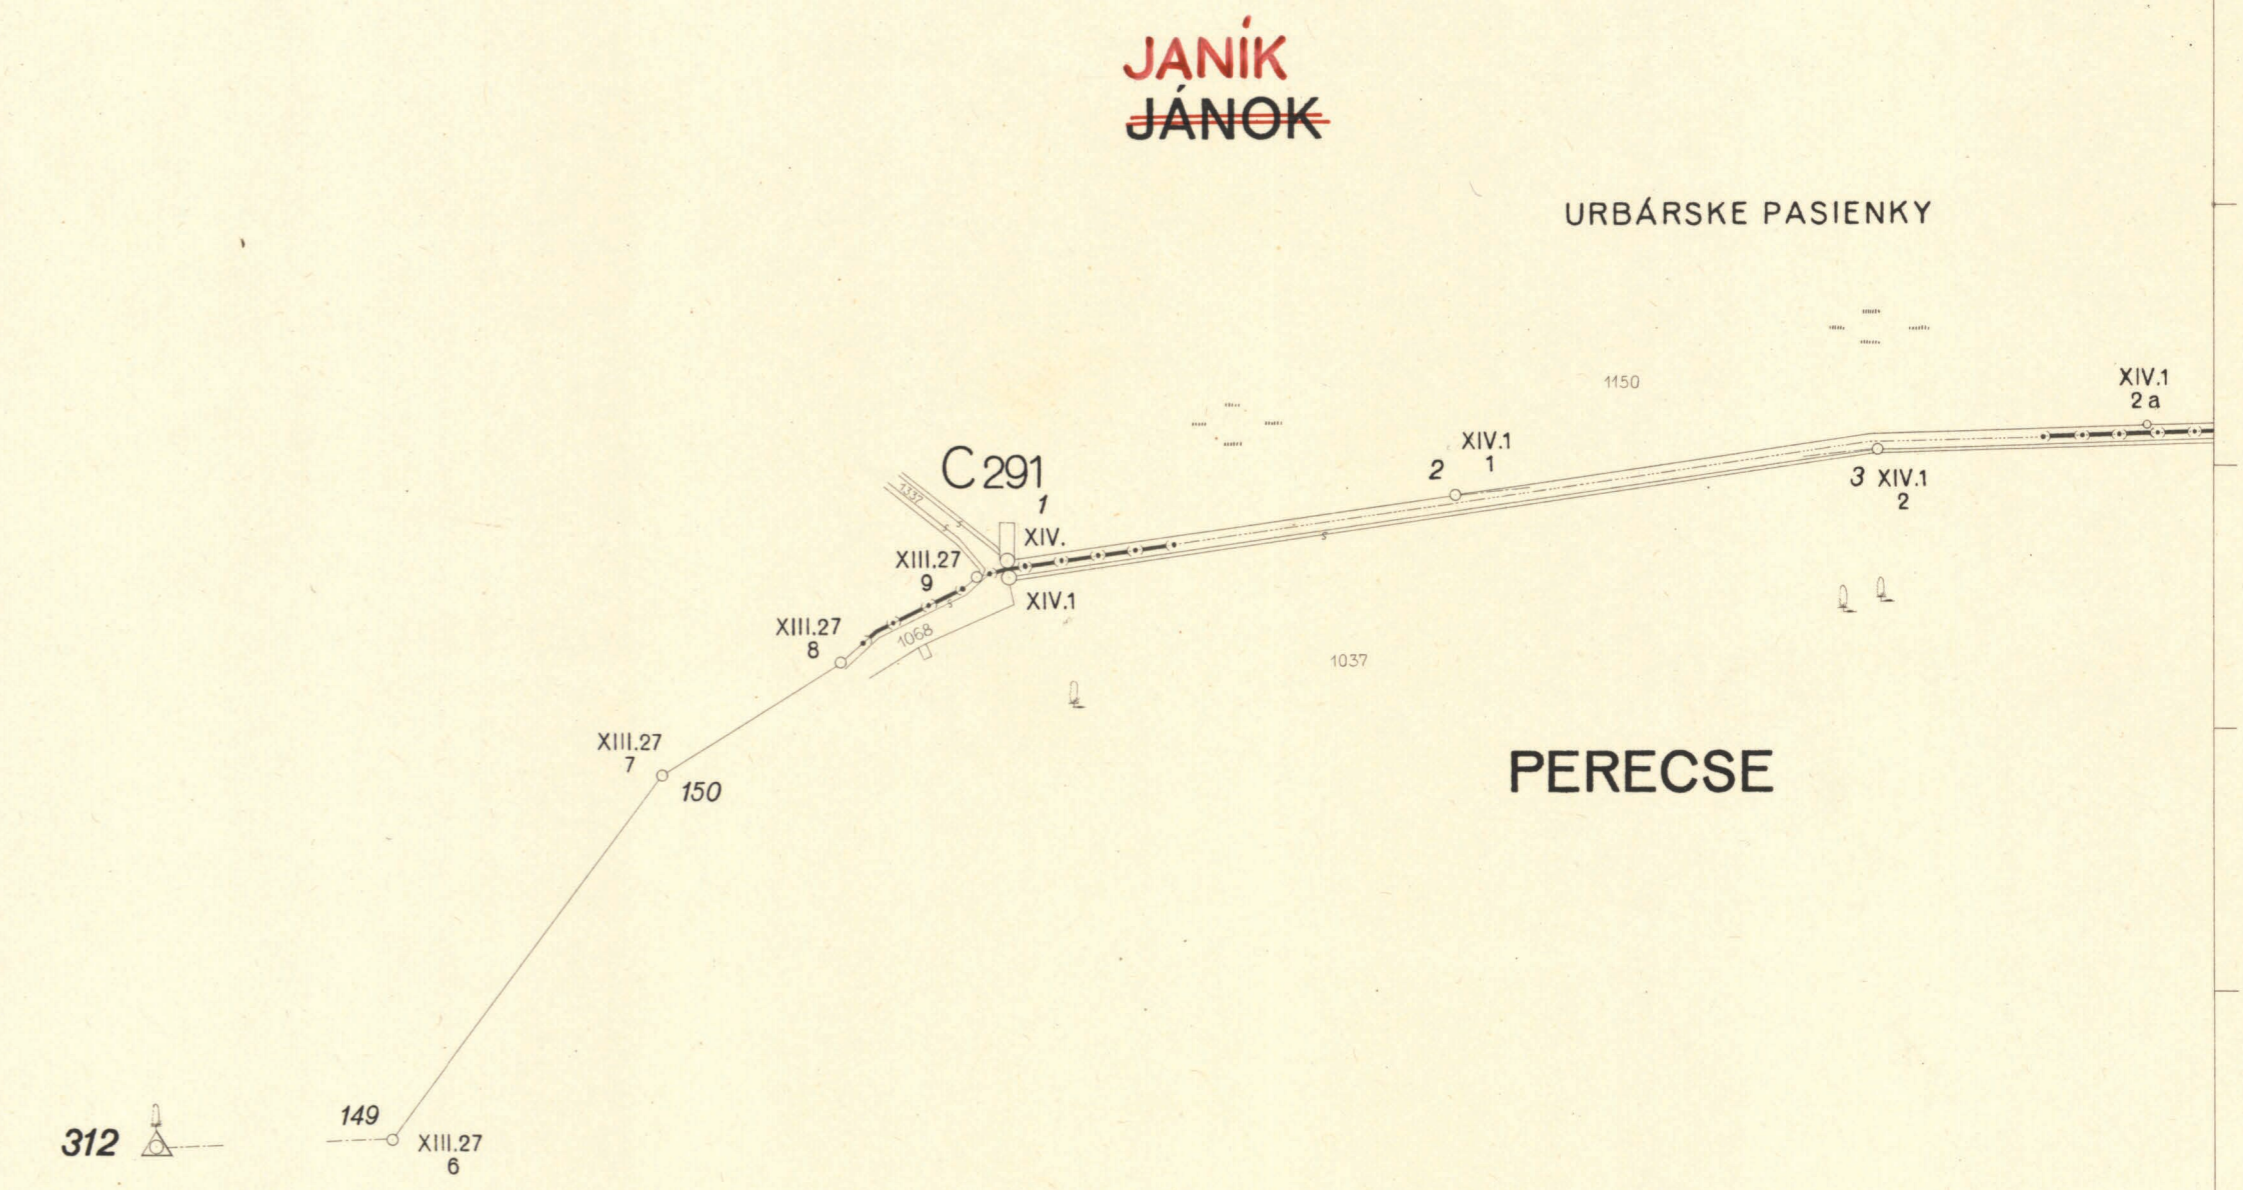 JANÍK
JÁNOK
URBÁRSKE PASIENKY
1150
XIV.1
2 a
C 291
1
1337
XIV.
2
XIV.1
1
3
XIV.1
2
XIII.27
9
XIV.1
XIII.27
8
1068
1037
XIII.27
7
150
PERECSE
149
312
XIII.27
6